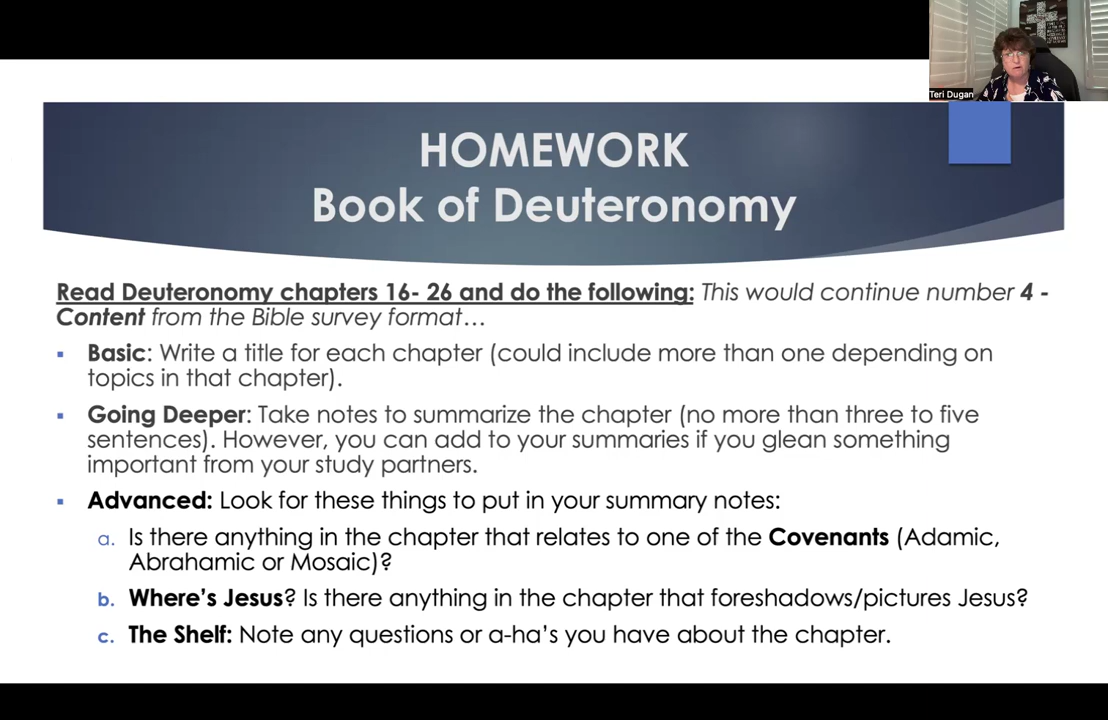 Teri Dugan
HOMEWORK
Book of Deuteronomy
Read Deuteronomy chapters 16- 26 and do the following: This would continue number 4 -
Content from the Bible survey format…
▪ Basic: Write a title for each chapter (could include more than one depending on
topics in that chapter).
▪ Going Deeper: Take notes to summarize the chapter (no more than three to five
sentences). However, you can add to your summaries if you glean something
important from your study partners.
▪ Advanced: Look for these things to put in your summary notes:
a. Is there anything in the chapter that relates to one of the Covenants (Adamic,
Abrahamic or Mosaic)?
b. Where's Jesus? Is there anything in the chapter that foreshadows/pictures Jesus?
c. The Shelf: Note any questions or a-ha's you have about the chapter.